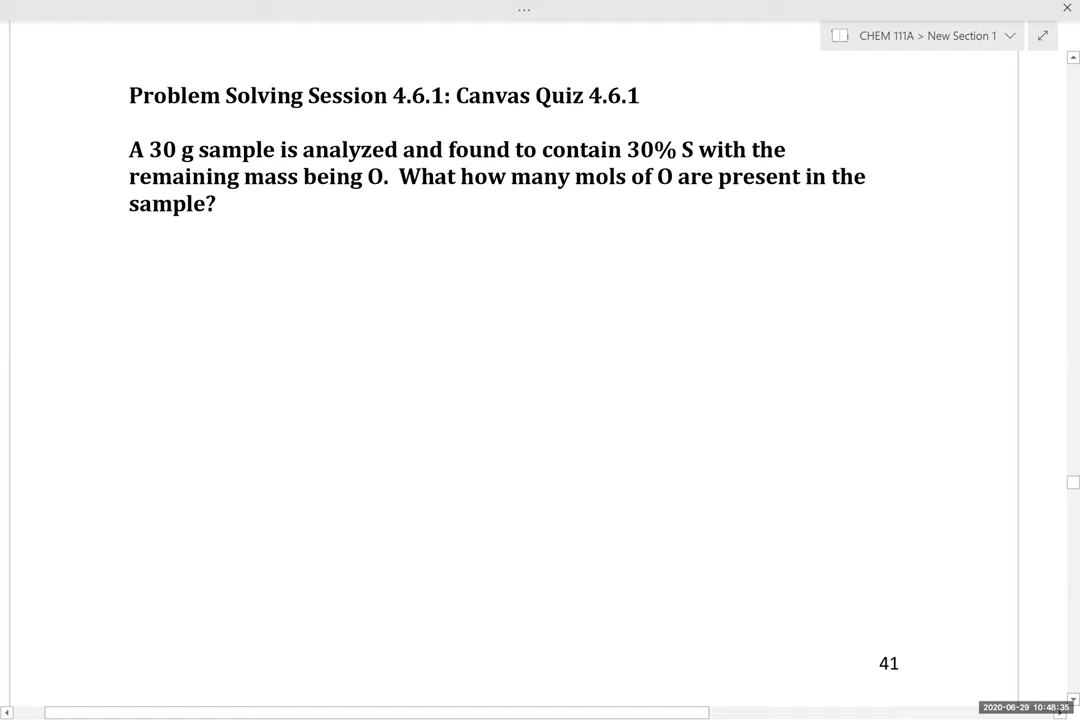 ...
CHEM 111A > New Section 1
Problem Solving Session 4.6.1: Canvas Quiz 4.6.1
A 30 g sample is analyzed and found to contain 30% S with the
remaining mass being O. What how many mols of O are present in the
sample?
41
2020-06-29 10:48:35